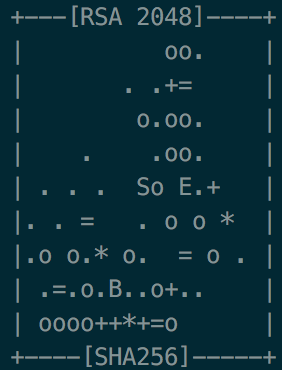 +---[RSA 2048]----+
|           oo.   |
|        . .+=    |
|         o.oo.   |
|     .    .oo.   |
|  . . .  So E.+  |
|. . =   . o o *  |
|.o o.* o.  = o . |
| .=.o.B..o+..    |
| oooo++*+=o      |
+----[SHA256]-----+